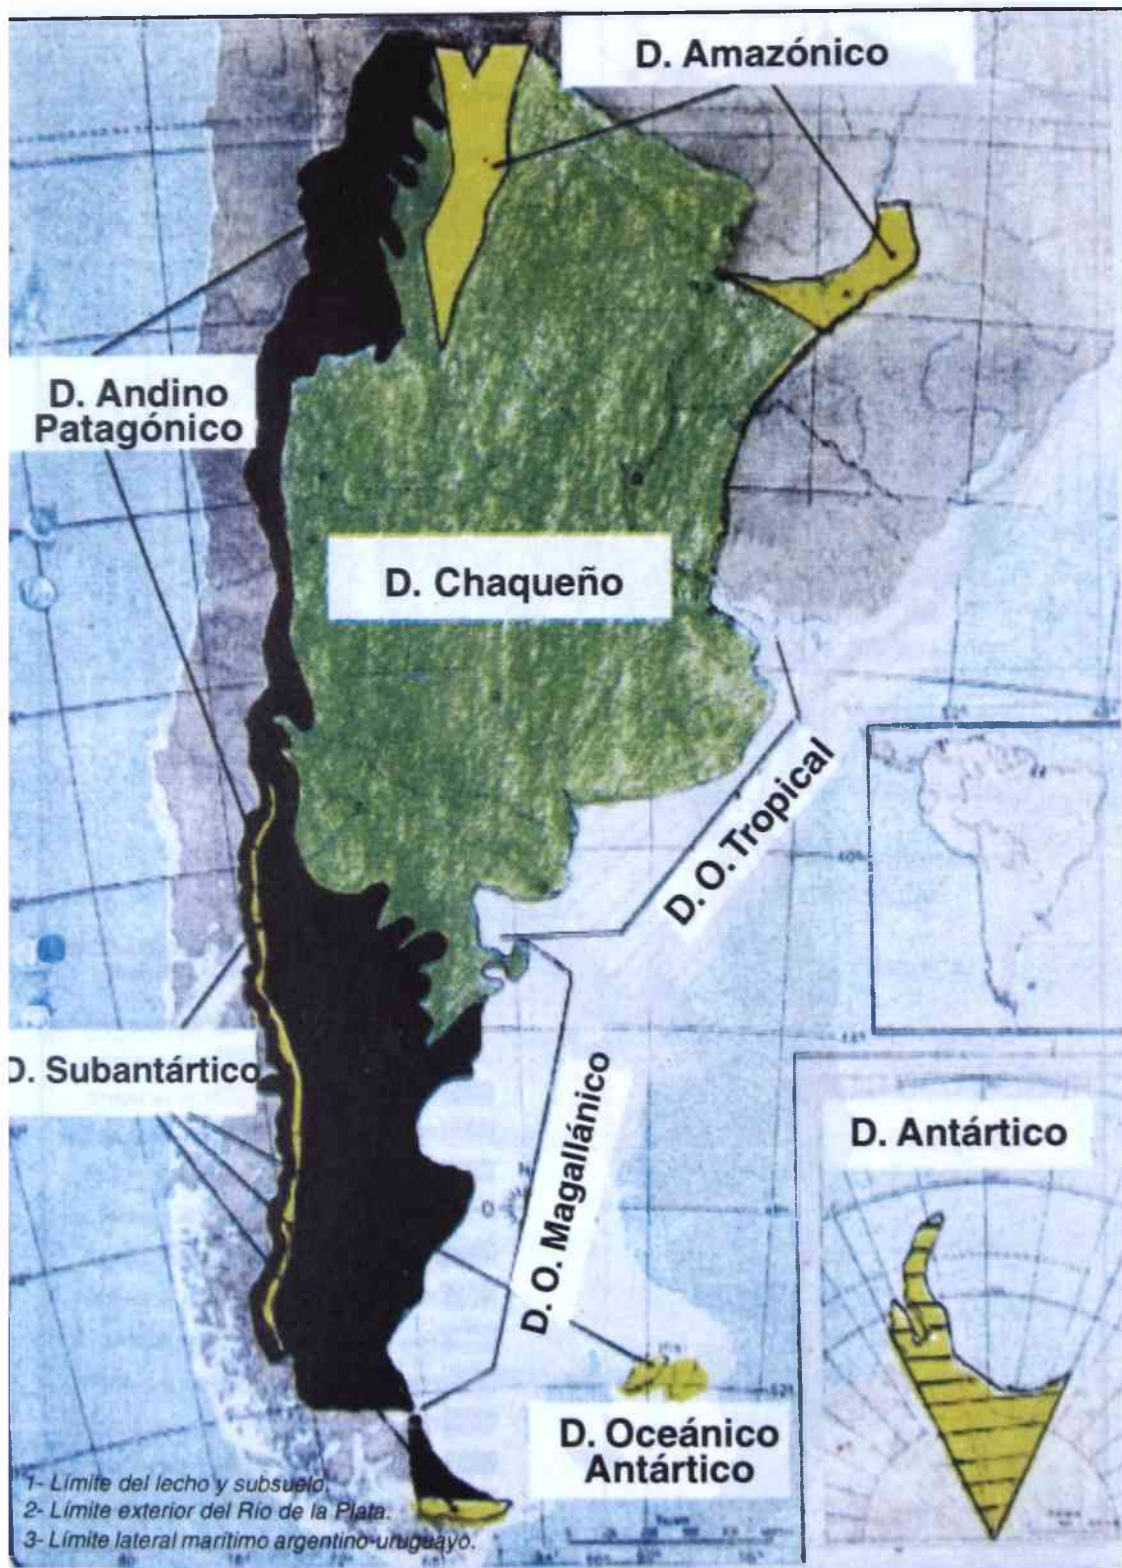 D. Amazónico
D. Andino
Patagónico
D. Chaqueño
D. O. Tropical
D. Subantártico
D. Antártico
D. O. Magallánico
D. Oceánico
Antártico
1- Límite del lecho y subsuelo.
2- Límite exterior del Río de la Plata.
3- Límite lateral marítimo argentino-uruguayo.